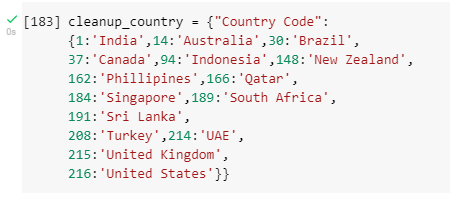 [183] cleanup_country = {"Country Code":
{1:'India',14:'Australia',30:'Brazil',
0s
37:'Canada',94:'Indonesia',148:'New Zealand',
162:'Phillipines',166:'Qatar',
184:'Singapore',189:'South Africa',
191:'Sri Lanka',
208:'Turkey',214:'UAE',
215:'United Kingdom',
216:'United States'}}